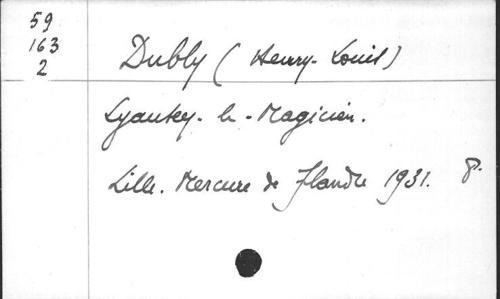 59
163
2
Dubly (Henry-Louis)
Lyautey-le-Magicien.
Lille. Mercure de Flandre 1931. 8°.